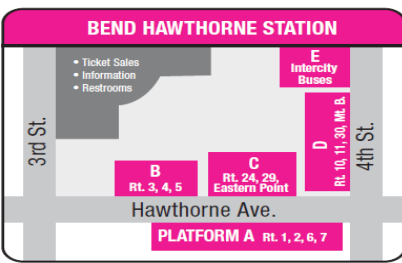 BEND HAWTHORNE STATION
• Ticket Sales
• Information
• Restrooms
E
Intercity
Buses
3rd St.
D
Rt. 10, 11, 30, Mt. B.
4th St.
B
Rt. 3, 4, 5
C
Rt. 24, 29,
Eastern Point
Hawthorne Ave.
PLATFORM A Rt. 1, 2, 6, 7